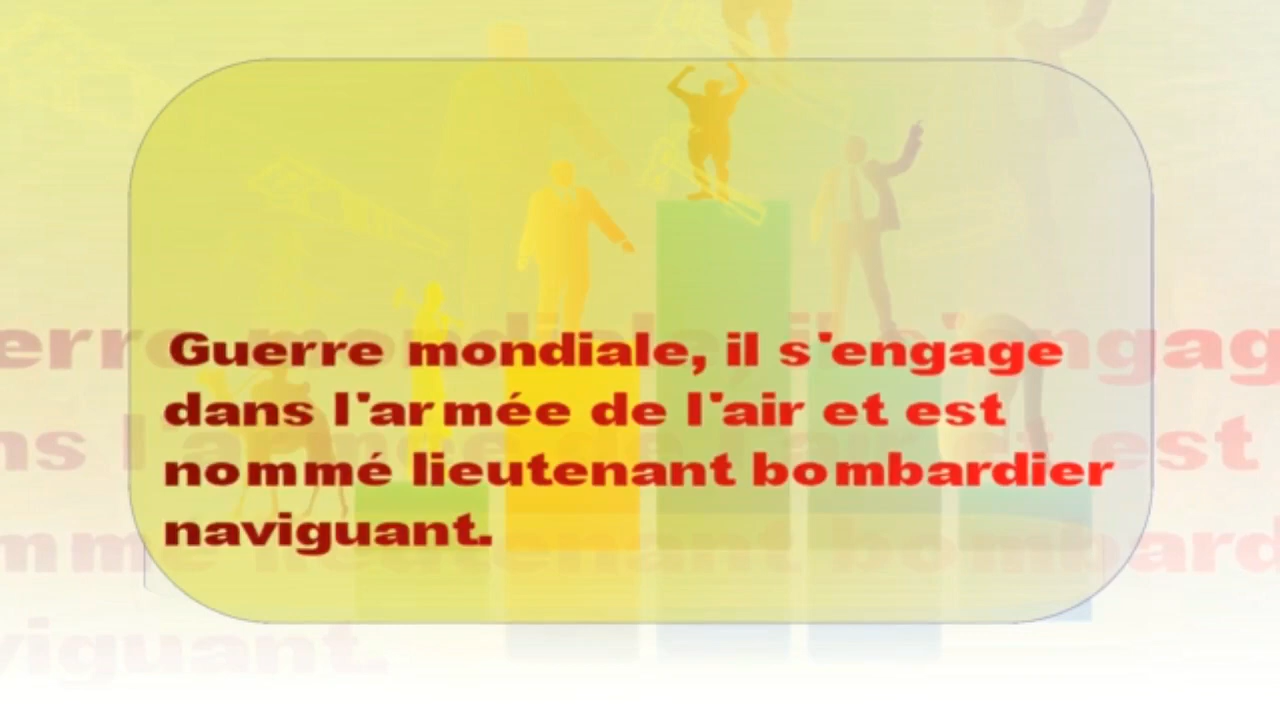 Guerre mondiale, il s'engage
dans l'armée de l'air et est
nommé lieutenant bombardier
naviguant.